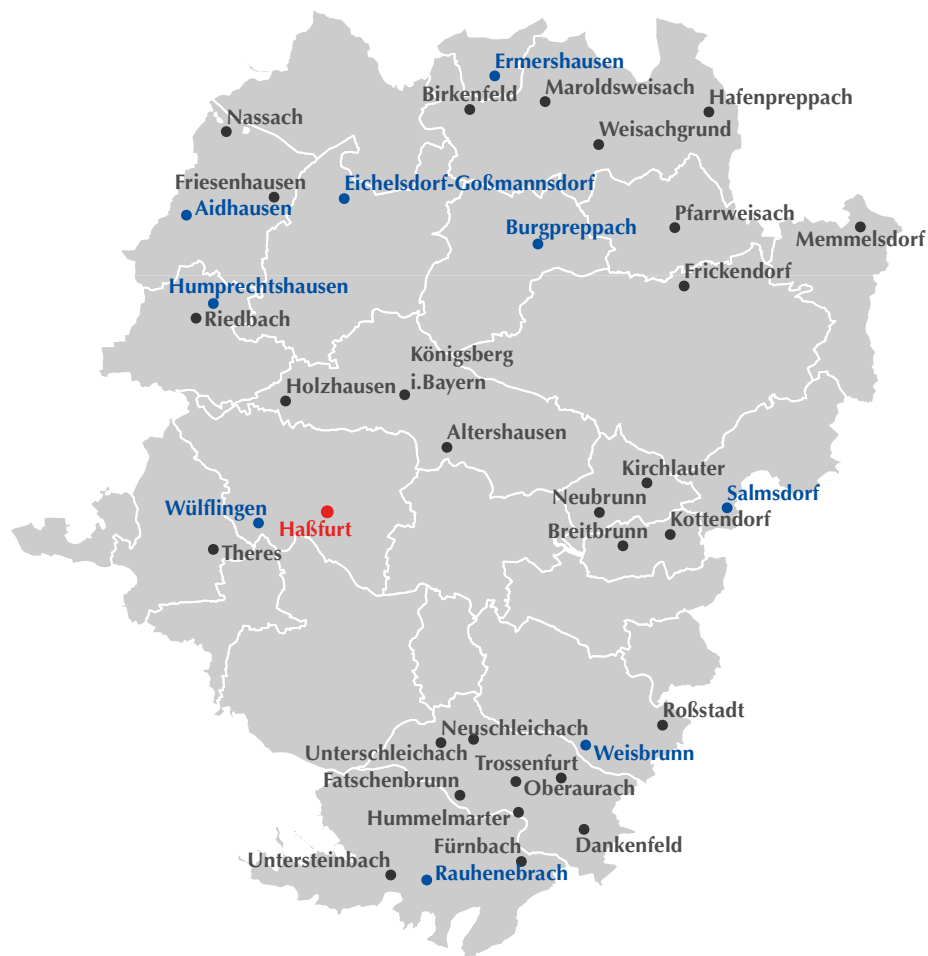 Ermershausen
Birkenfeld
Maroldsweisach
Hafenpreppach
Nassach
Weisachgrund
Friesenhausen
Eichelsdorf-Goßmannsdorf
Aidhausen
Burgpreppach
Pfarrweisach
Memmelsdorf
Frickendorf
Humprechtshausen
Riedbach
Königsberg
i.Bayern
Holzhausen
Altershausen
Kirchlauter
Salmsdorf
Neubrunn
Wülflingen
Kottendorf
Haßfurt
Breitbrunn
Theres
Roßstadt
Neuschleichach
Unterschleichach
Weisbrunn
Trossenfurt
Fatschenbrunn
Oberaurach
Hummelmarter
Dankenfeld
Fürnbach
Untersteinbach
Rauhenebrach